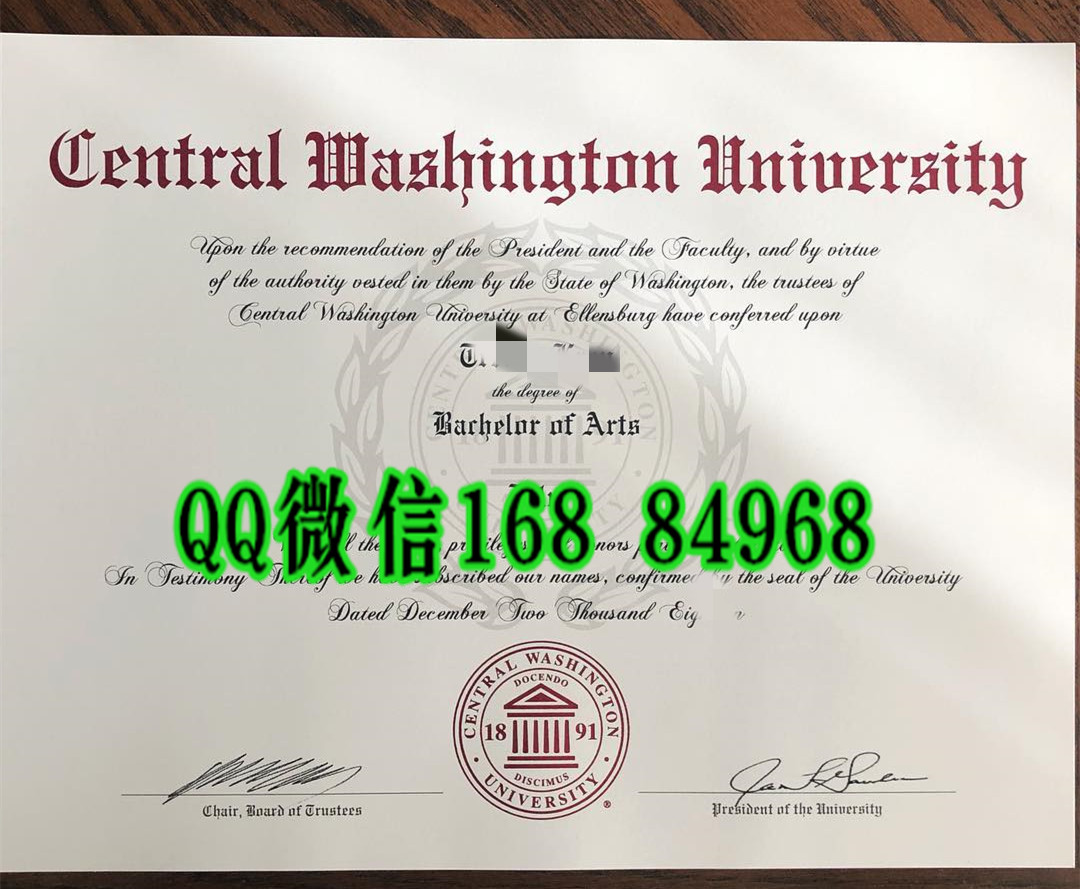 Central Washington University
Upon the recommendation of the President and the Faculty, and by virtue
of the authority vested in them by the State of Washington, the trustees of
Central Washington University at Ellensburg have conferred upon
the degree of
Bachelor of Arts
QQ微信168 84968
In Testimony we subscribed our names, confirmed by the seal of the University
Dated December Two Thousand
CENTRAL WASHINGTON UNIVERSITY
DOCENDO
1891
DISCIMUS
®
Chair, Board of Trustees
President of the University